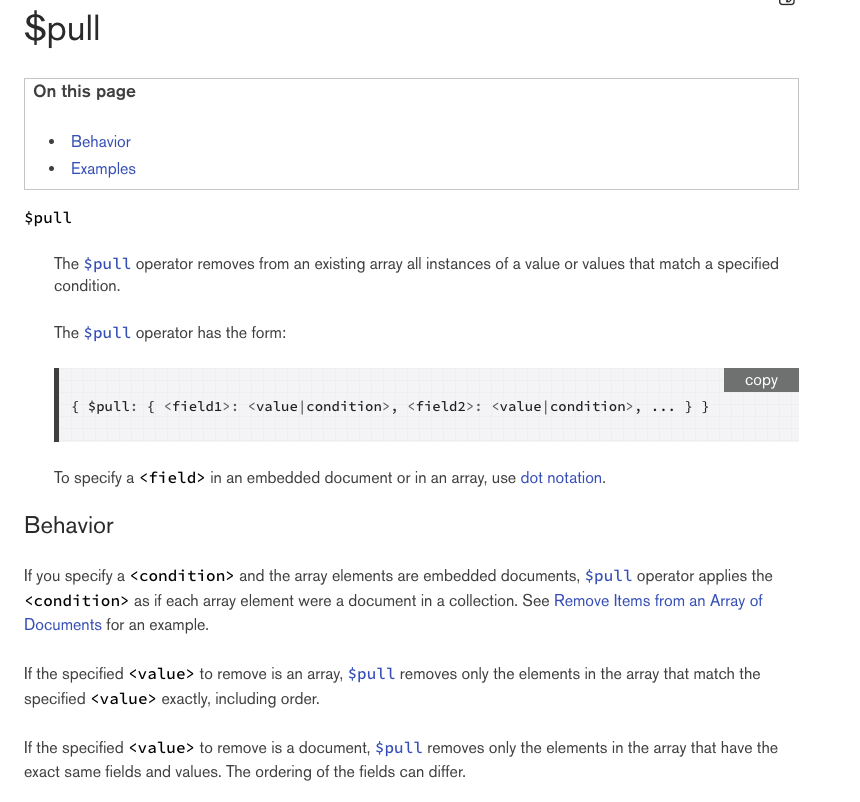 $pull
On this page
Behavior
Examples
$pull
The $pull operator removes from an existing array all instances of a value or values that match a specified
condition.
The $pull operator has the form:
copy
{ $pull: { <field1>: <value|condition>, <field2>: <value|condition>, ... } }
To specify a <field> in an embedded document or in an array, use dot notation.
Behavior
If you specify a <condition> and the array elements are embedded documents, $pull operator applies the
<condition> as if each array element were a document in a collection. See Remove Items from an Array of
Documents for an example.
If the specified <value> to remove is an array, $pull removes only the elements in the array that match the
specified <value> exactly, including order.
If the specified <value> to remove is a document, $pull removes only the elements in the array that have the
exact same fields and values. The ordering of the fields can differ.